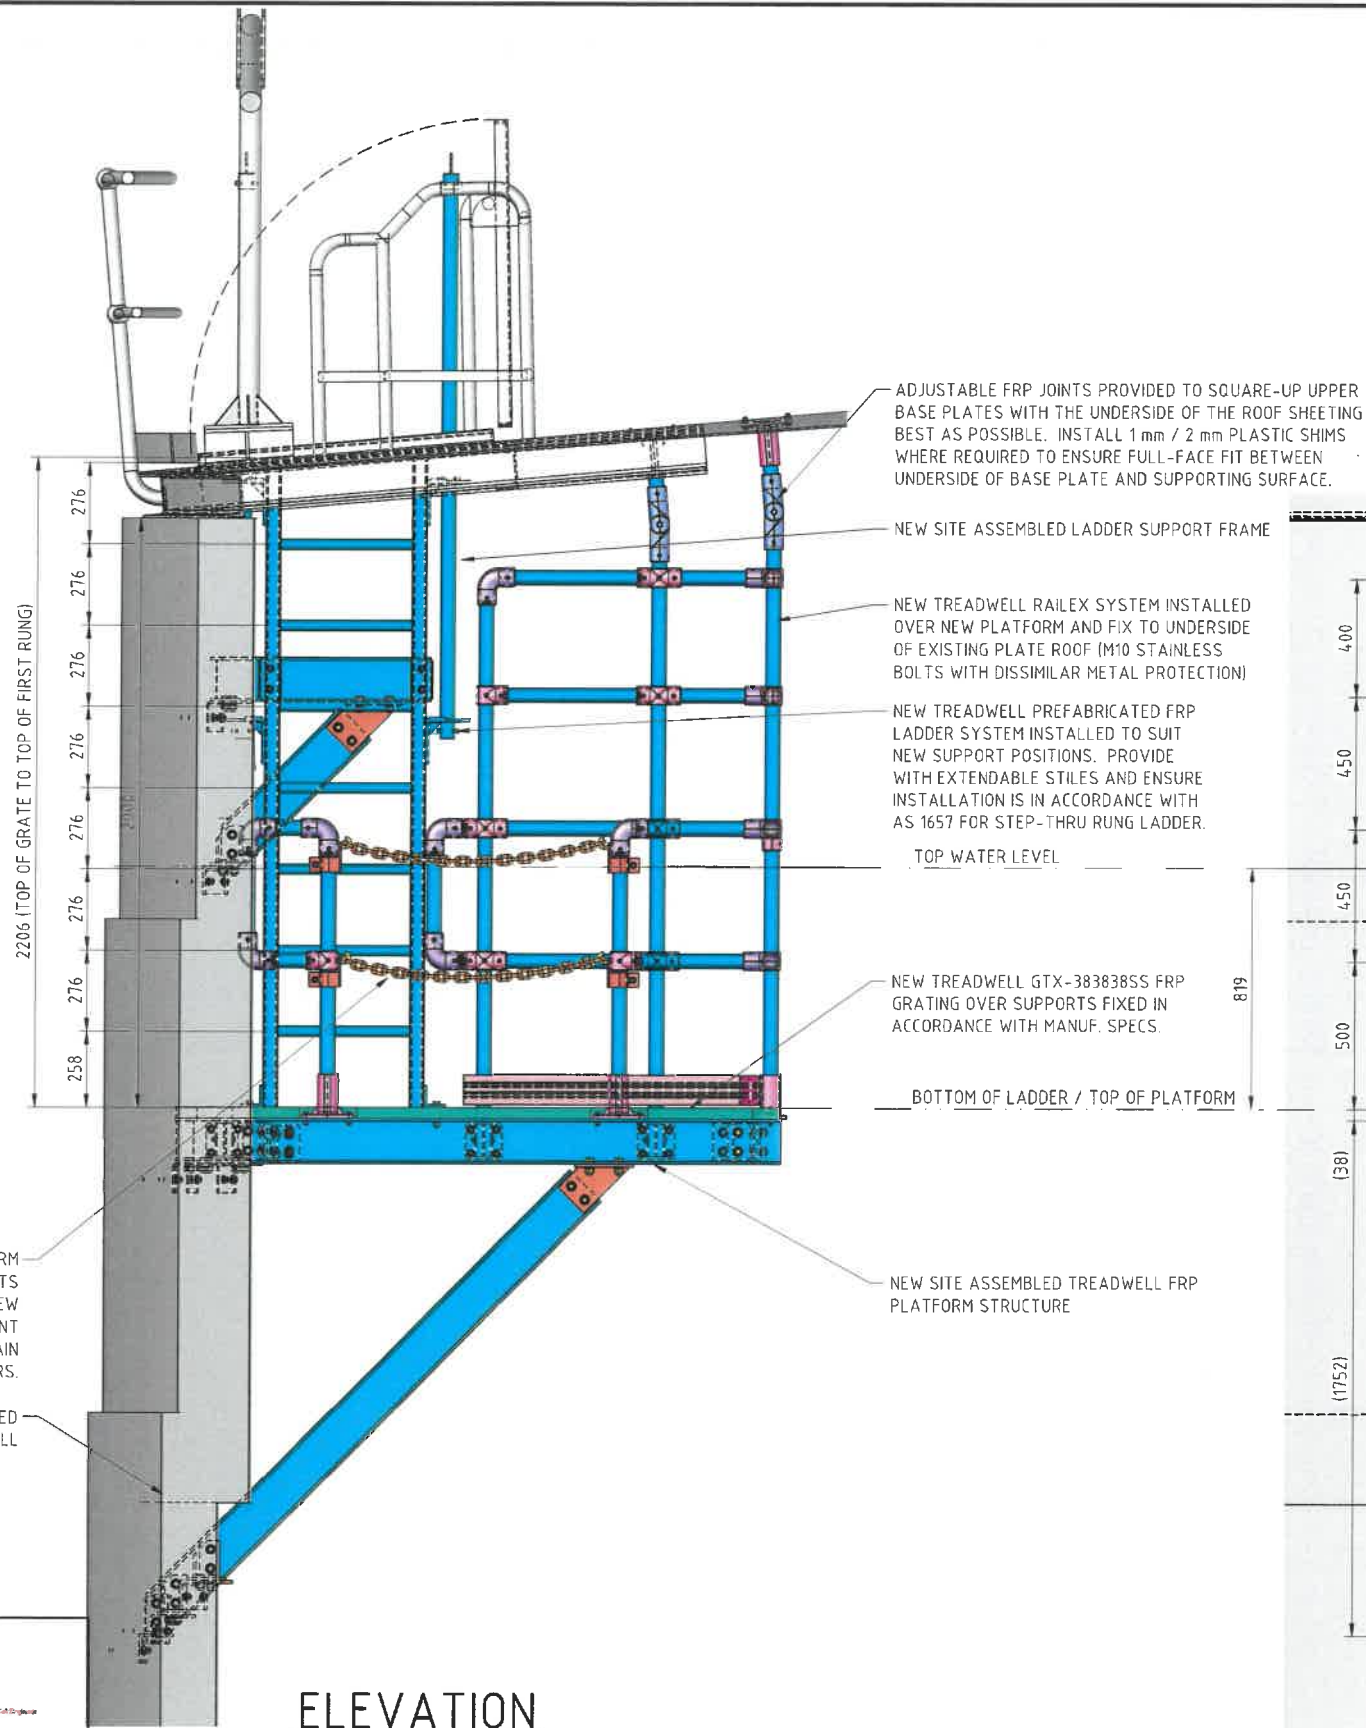 ADJUSTABLE FRP JOINTS PROVIDED TO SQUARE-UP UPPER
BASE PLATES WITH THE UNDERSIDE OF THE ROOF SHEETING
BEST AS POSSIBLE. INSTALL 1 mm / 2 mm PLASTIC SHIMS
WHERE REQUIRED TO ENSURE FULL-FACE FIT BETWEEN
UNDERSIDE OF BASE PLATE AND SUPPORTING SURFACE.
NEW SITE ASSEMBLED LADDER SUPPORT FRAME
NEW TREADWELL RAILEX SYSTEM INSTALLED
OVER NEW PLATFORM AND FIX TO UNDERSIDE
OF EXISTING PLATE ROOF (M10 STAINLESS
BOLTS WITH DISSIMILAR METAL PROTECTION)
NEW TREADWELL PREFABRICATED FRP
LADDER SYSTEM INSTALLED TO SUIT
NEW SUPPORT POSITIONS. PROVIDE
WITH EXTENDABLE STILES AND ENSURE
INSTALLATION IS IN ACCORDANCE WITH
AS 1657 FOR STEP-THRU RUNG LADDER.
TOP WATER LEVEL
NEW TREADWELL GTX-383838SS FRP
GRATING OVER SUPPORTS FIXED IN
ACCORDANCE WITH MANUF. SPECS.
BOTTOM OF LADDER / TOP OF PLATFORM
NEW SITE ASSEMBLED TREADWELL FRP
PLATFORM STRUCTURE
2206 (TOP OF GRATE TO TOP OF FIRST RUNG)
276
276
276
276
276
276
276
258
819
400
450
450
500
(38)
(1752)
RM
TS
EW
NT
AIN
RS.
ED
LL
ELEVATION